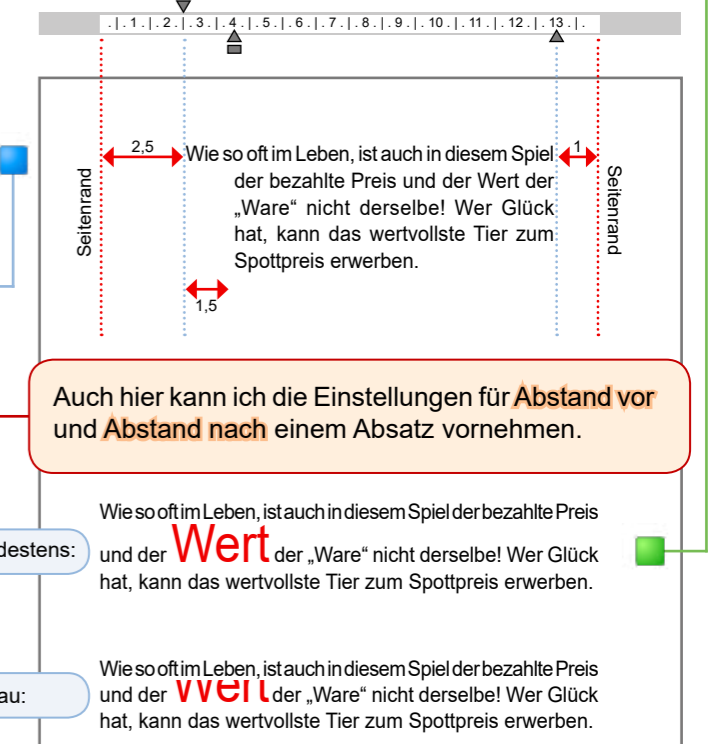 . | . 1 . | . 2 . | . 3 . | . 4 . | . 5 . | . 6 . | . 7 . | . 8 . | . 9 . | . 10 . | . 11 . | . 12 . | . 13 . | .
2,5
Wie so oft im Leben, ist auch in diesem Spiel
1
der bezahlte Preis und der Wert der
„Ware“ nicht derselbe! Wer Glück
hat, kann das wertvollste Tier zum
Spottpreis erwerben.
Seitenrand
Seitenrand
1,5
Auch hier kann ich die Einstellungen für Abstand vor
und Abstand nach einem Absatz vornehmen.
destens:
Wie so oft im Leben, ist auch in diesem Spiel der bezahlte Preis
und der Wert der „Ware“ nicht derselbe! Wer Glück
hat, kann das wertvollste Tier zum Spottpreis erwerben.
au:
Wie so oft im Leben, ist auch in diesem Spiel der bezahlte Preis
und der Wert der „Ware“ nicht derselbe! Wer Glück
hat, kann das wertvollste Tier zum Spottpreis erwerben.